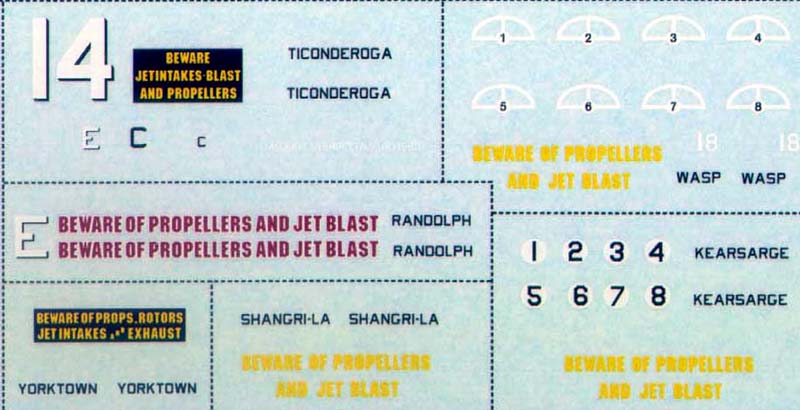 14
BEWARE
JET INTAKES·BLAST
AND PROPELLERS
TICONDEROGA
TICONDEROGA
E C C
1 2 3 4
5 6 7 8
18 18
BEWARE OF PROPELLERS
AND JET BLAST
WASP WASP
E
BEWARE OF PROPELLERS AND JET BLAST
BEWARE OF PROPELLERS AND JET BLAST
RANDOLPH
RANDOLPH
1 2 3 4
KEARSARGE
5 6 7 8
KEARSARGE
BEWARE OF PROPELLERS
AND JET BLAST
BEWARE OF PROPS. ROTORS
JET INTAKES AND EXHAUST
YORKTOWN YORKTOWN
SHANGRI-LA SHANGRI-LA
BEWARE OF PROPELLERS
AND JET BLAST